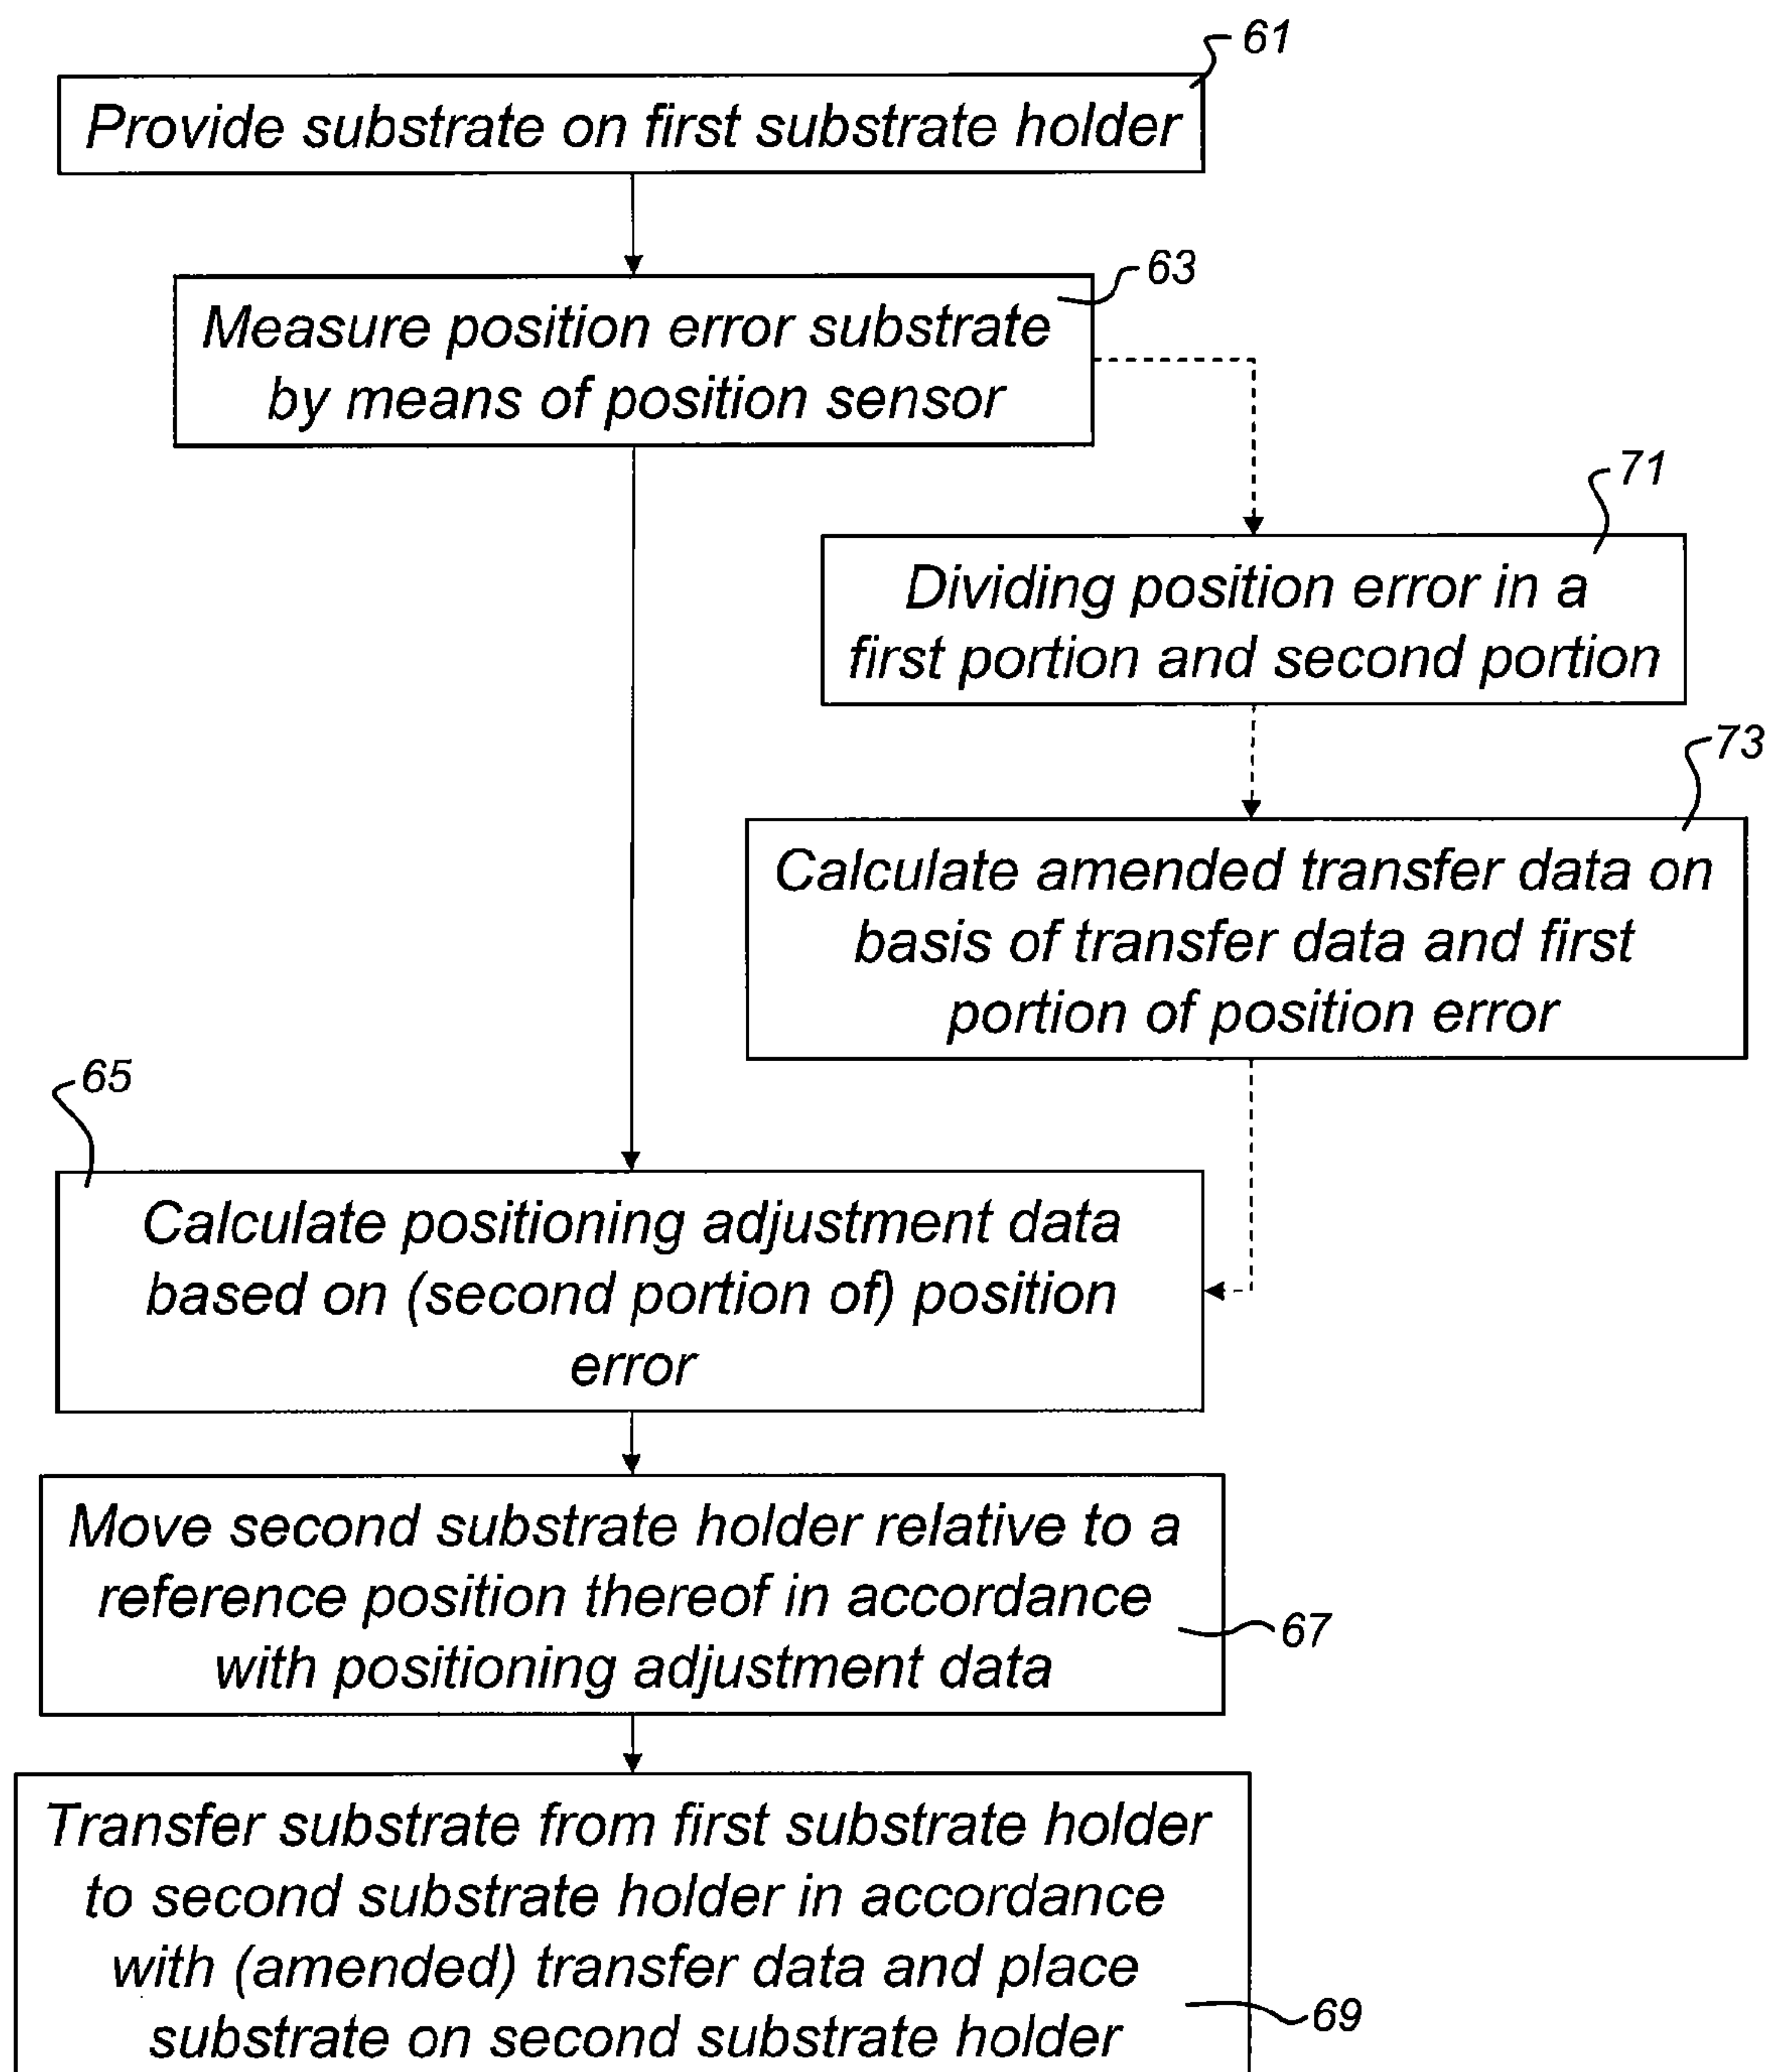 61
Provide substrate on first substrate holder
63
Measure position error substrate
by means of position sensor
71
Dividing position error in a
first portion and second portion
73
Calculate amended transfer data on
basis of transfer data and first
portion of position error
65
Calculate positioning adjustment data
based on (second portion of) position
error
Move second substrate holder relative to a
reference position thereof in accordance
with positioning adjustment data
67
Transfer substrate from first substrate holder
to second substrate holder in accordance
with (amended) transfer data and place
substrate on second substrate holder
69